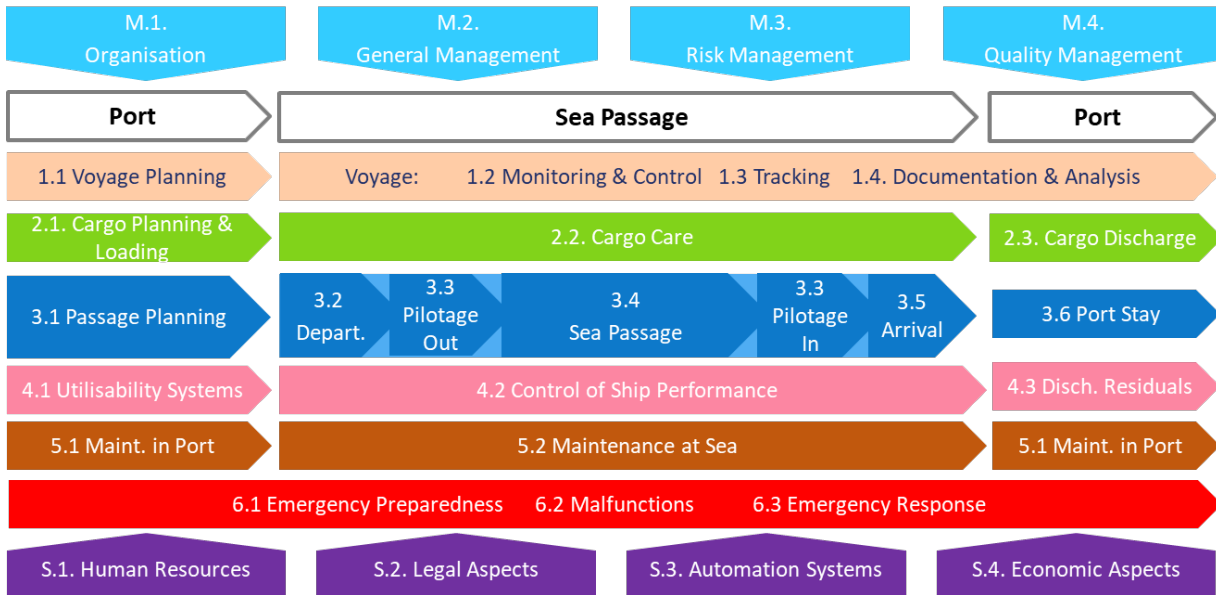 M.1.
Organisation
M.2.
General Management
M.3.
Risk Management
M.4.
Quality Management
Port
Sea Passage
Port
1.1 Voyage Planning
Voyage: 1.2 Monitoring & Control 1.3 Tracking 1.4. Documentation & Analysis
2.1. Cargo Planning &
Loading
2.2. Cargo Care
2.3. Cargo Discharge
3.1 Passage Planning
3.2
Depart.
3.3
Pilotage
Out
3.4
Sea Passage
3.3
Pilotage
In
3.5
Arrival
3.6 Port Stay
4.1 Utilisability Systems
4.2 Control of Ship Performance
4.3 Disch. Residuals
5.1 Maint. in Port
5.2 Maintenance at Sea
5.1 Maint. in Port
6.1 Emergency Preparedness 6.2 Malfunctions 6.3 Emergency Response
S.1. Human Resources
S.2. Legal Aspects
S.3. Automation Systems
S.4. Economic Aspects